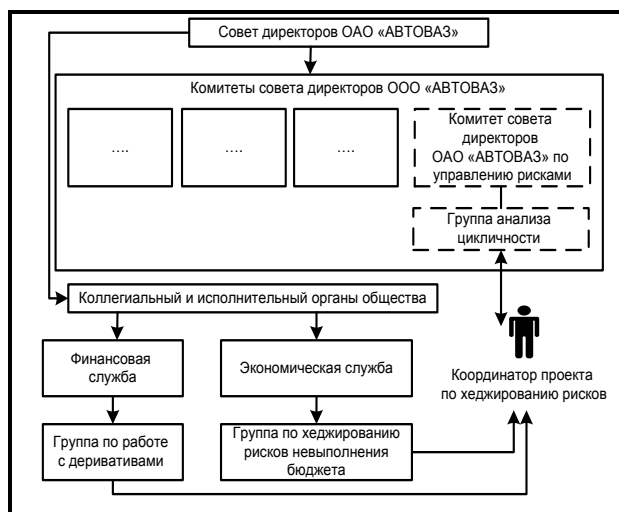 Совет директоров ОАО «АВТОВАЗ»
Комитеты совета директоров ООО «АВТОВАЗ»
....
....
....
Комитет совета
директоров
ОАО «АВТОВАЗ» по
управлению рисками
Группа анализа
цикличности
Коллегиальный и исполнительный органы общества
Финансовая
служба
Экономическая служба
Координатор проекта
по хеджированию рисков
Группа по работе
с деривативами
Группа по хеджированию
рисков невыполнения
бюджета